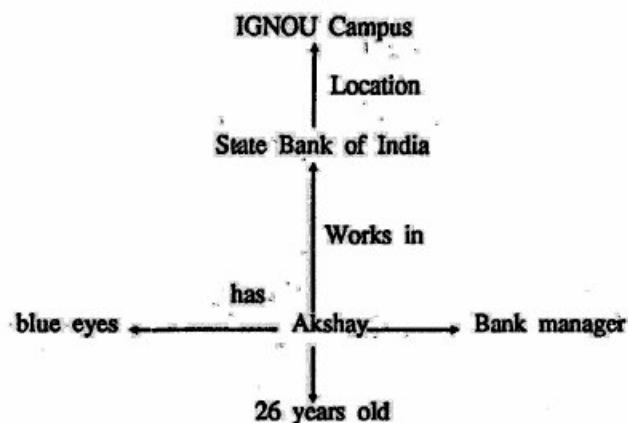 IGNOU Campus
Location
State Bank of India
Works in
has
blue eyes
Akshay
Bank manager
26 years old